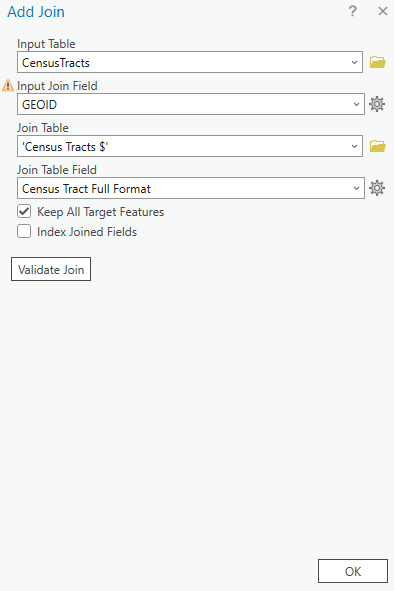 Add Join
?
Input Table
CensusTracts
Input Join Field
GEOID
Join Table
'Census Tracts $'
Join Table Field
Census Tract Full Format
Keep All Target Features
Index Joined Fields
Validate Join
OK